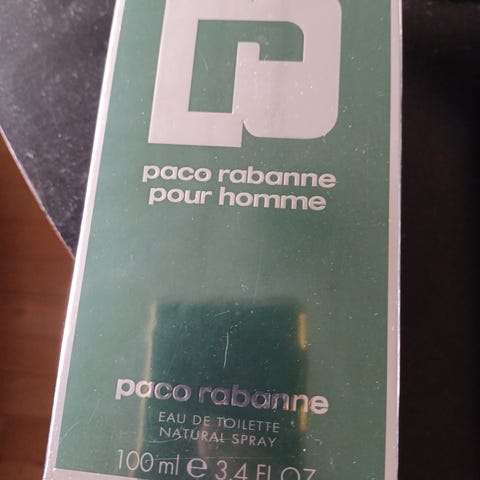 paco rabanne
pour homme
paco rabanne
EAU DE TOILETTE
NATURAL SPRAY
100 ml e 3.4 FL OZ